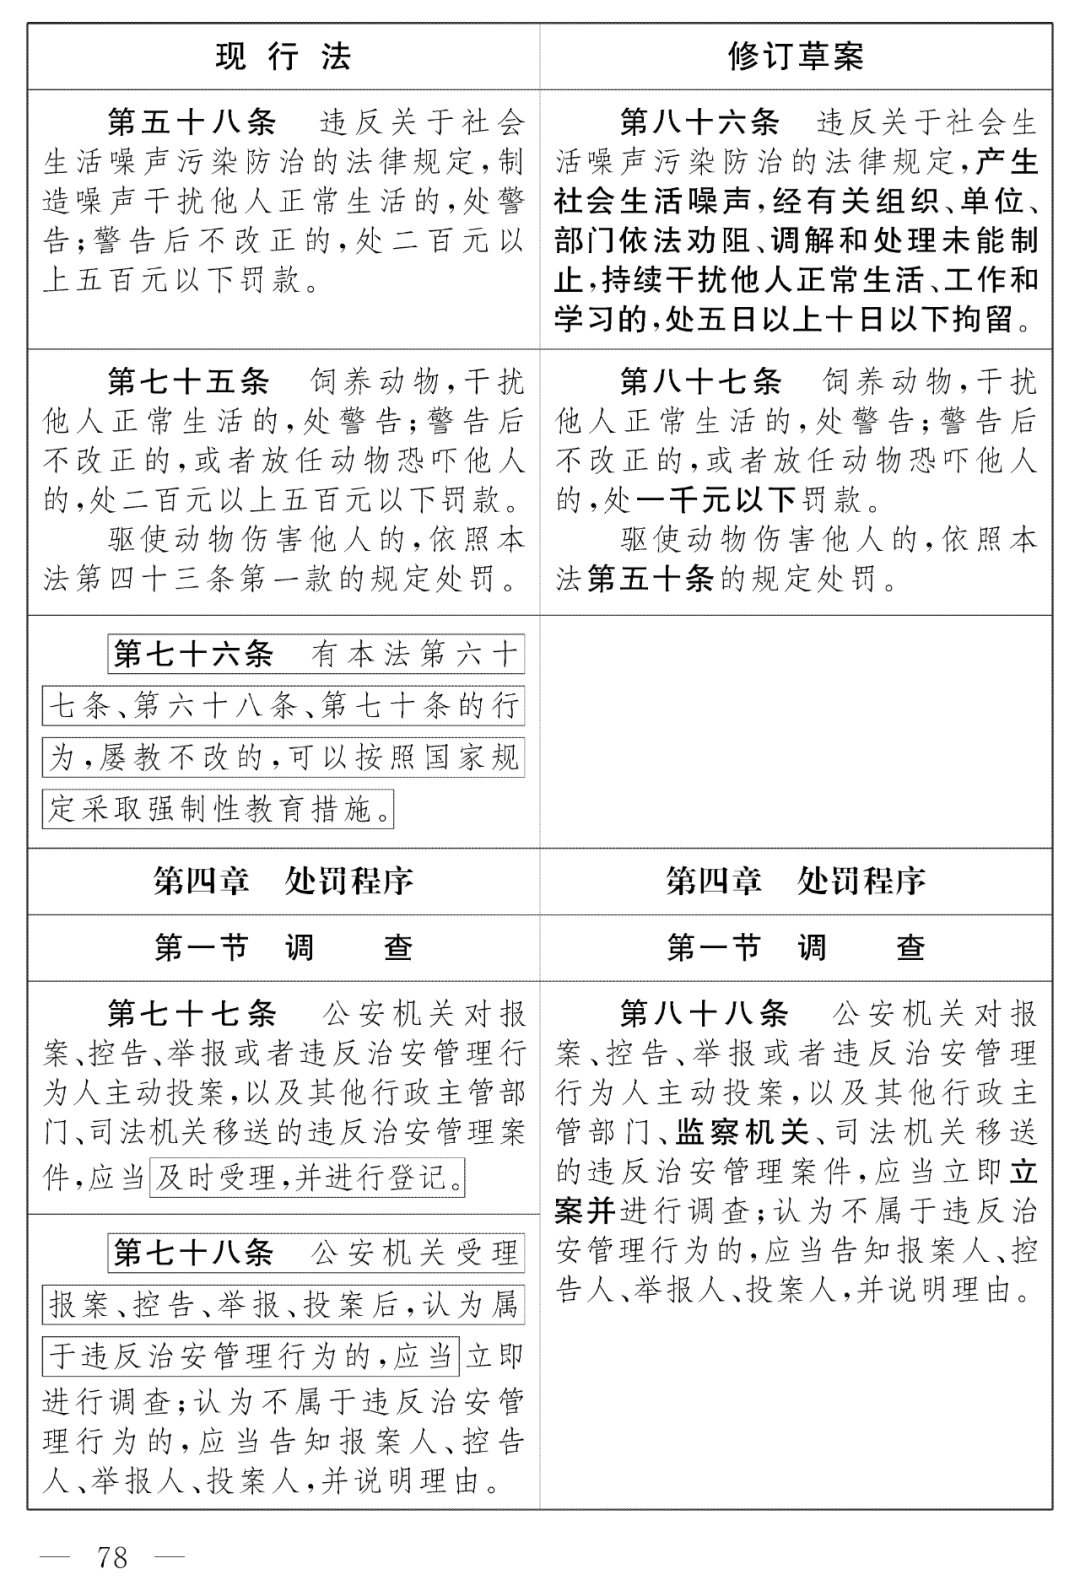 现行法
修订草案
第五十八条 违反关于社会
生活噪声污染防治的法律规定,制
造噪声干扰他人正常生活的,处警
告;警告后不改正的,处二百元以
上五百元以下罚款。
第八十六条 违反关于社会生
活噪声污染防治的法律规定,产生
社会生活噪声,经有关组织、单位、
部门依法劝阻、调解和处理未能制
止,持续干扰他人正常生活、工作和
学习的,处五日以上十日以下拘留。
第七十五条 饲养动物,干扰
他人正常生活的,处警告;警告后
不改正的,或者放任动物恐吓他人
的,处二百元以上五百元以下罚款。
驱使动物伤害他人的,依照本
法第四十三条第一款的规定处罚。
第八十七条 饲养动物,干扰
他人正常生活的,处警告;警告后
不改正的,或者放任动物恐吓他人
的,处一千元以下罚款。
驱使动物伤害他人的,依照本
法第五十条的规定处罚。
第七十六条 有本法第六十
七条、第六十八条、第七十条的行
为,屡教不改的,可以按照国家规
定采取强制性教育措施。
第四章 处罚程序
第四章 处罚程序
第一节 调 查
第一节 调 查
第七十七条 公安机关对报
案、控告、举报或者违反治安管理行
为人主动投案,以及其他行政主管部
门、司法机关移送的违反治安管理案
件,应当及时受理,并进行登记。
第七十八条 公安机关受理
报案、控告、举报、投案后,认为属
于违反治安管理行为的,应当立即
进行调查;认为不属于违反治安管
理行为的,应当告知报案人、控告
人、举报人、投案人,并说明理由。
第八十八条 公安机关对报
案、控告、举报或者违反治安管理
行为人主动投案,以及其他行政主
管部门、监察机关、司法机关移送
的违反治安管理案件,应当立即立
案并进行调查;认为不属于违反治
安管理行为的,应当告知报案人、控
告人、举报人、投案人,并说明理由。
— 78 —